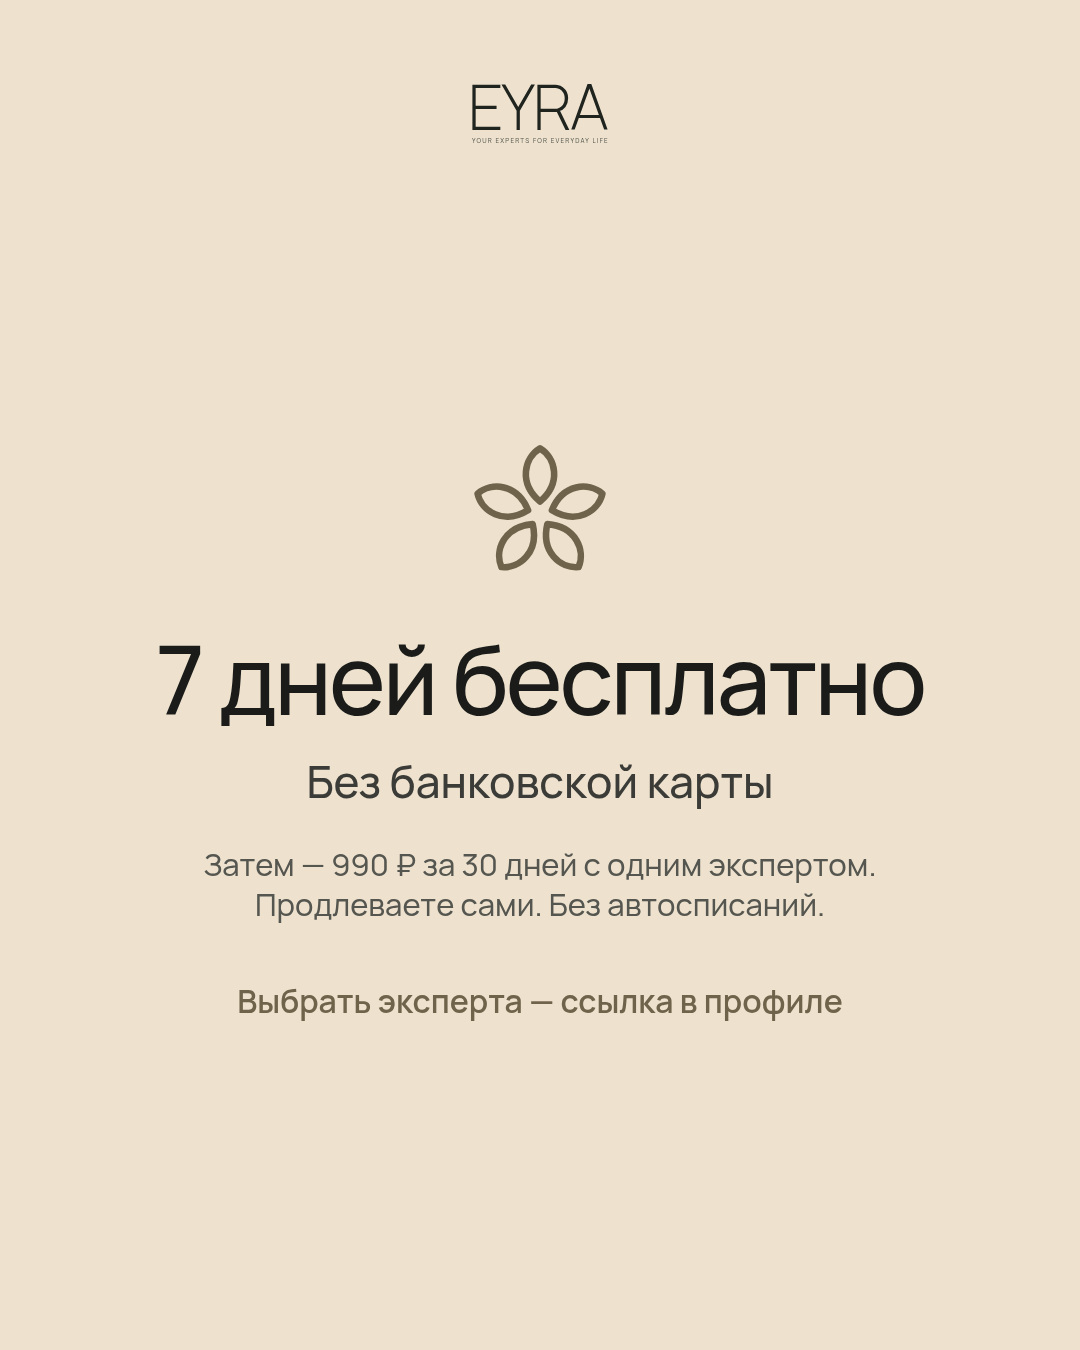 EYRA
YOUR EXPERTS FOR EVERYDAY LIFE
7 дней бесплатно
Без банковской карты
Затем — 990 ₽ за 30 дней с одним экспертом.
Продлеваете сами. Без автосписаний.
Выбрать эксперта — ссылка в профиле